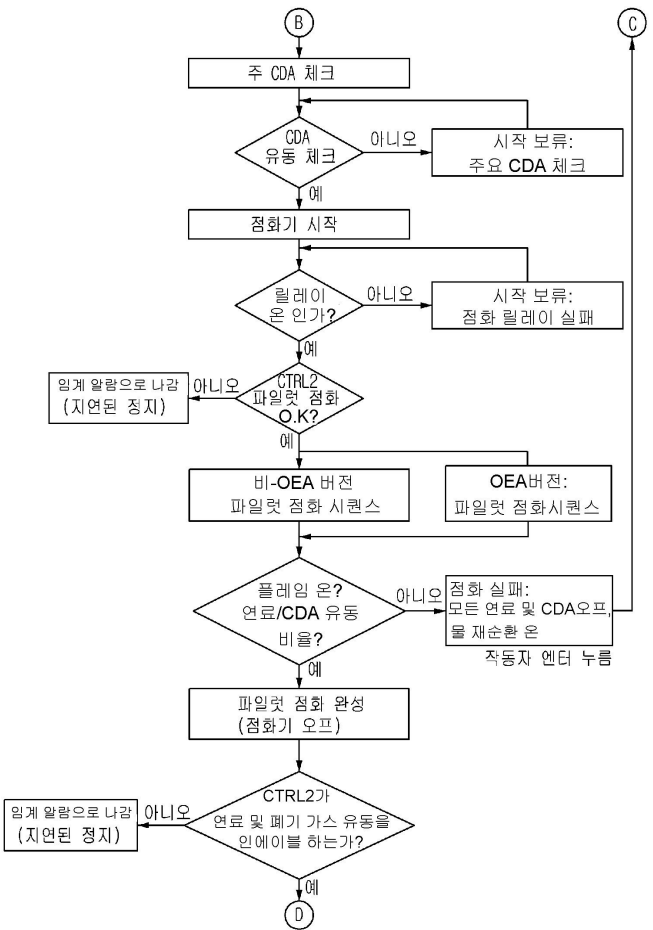 B
C
주 CDA 체크
CDA
유동 체크
아니오
시작 보류:
주요 CDA 체크
예
점화기 시작
릴레이
온 인가?
아니오
시작 보류:
점화 릴레이 실패
예
임계 알람으로 나감
(지연된 정지)
아니오
CTRL2
파일럿 점화
O.K?
예
비-OEA 버전
파일럿 점화 시퀀스
OEA버전:
파일럿 점화시퀀스
플레임 온?
연료/CDA 유동
비율?
아니오
점화 실패:
모든 연료 및 CDA오프,
물 재순환 온
작동자 엔터 누름
예
파일럿 점화 완성
(점화기 오프)
임계 알람으로 나감
(지연된 정지)
아니오
CTRL2가
연료 및 폐기 가스 유동을
인에이블 하는가?
예
D